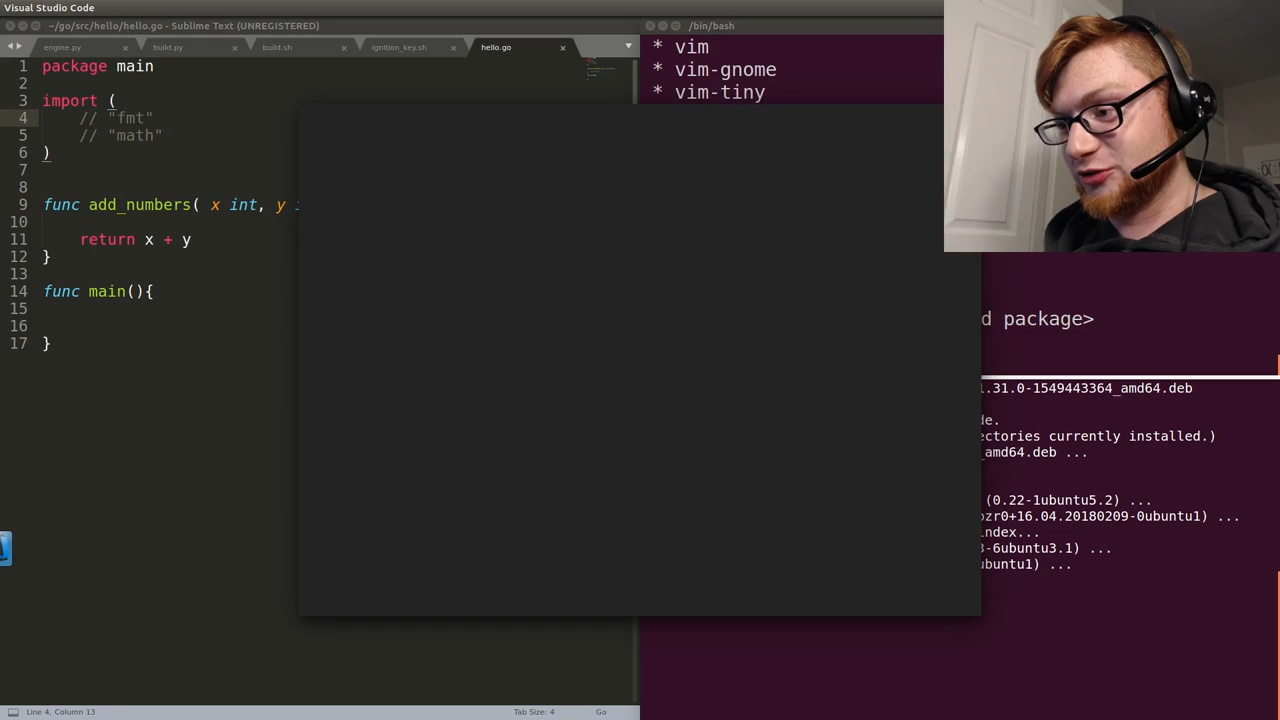 Visual Studio Code
~/go/src/hello/hello.go - Sublime Text (UNREGISTERED)
engine.py
build.py
build.sh
ignition_key.sh
hello.go
1 package main
2
3 import (
4 // "fmt"
5 // "math"
6 )
7
8
9 func add_numbers( x int, y
10
11 return x + y
12 }
13
14 func main(){
15
16
17 }
Line 4, Column 13
Tab Size: 4
Go
/bin/bash
* vim
* vim-gnome
* vim-tiny
d package>
1.31.0-1549443364_amd64.deb
de.
ectories currently installed.)
_amd64.deb ...
(0.22-1ubuntu5.2) ...
bzr0+16.04.20180209-0ubuntu1) ...
index...
3-6ubuntu3.1) ...
ubuntu1) ...